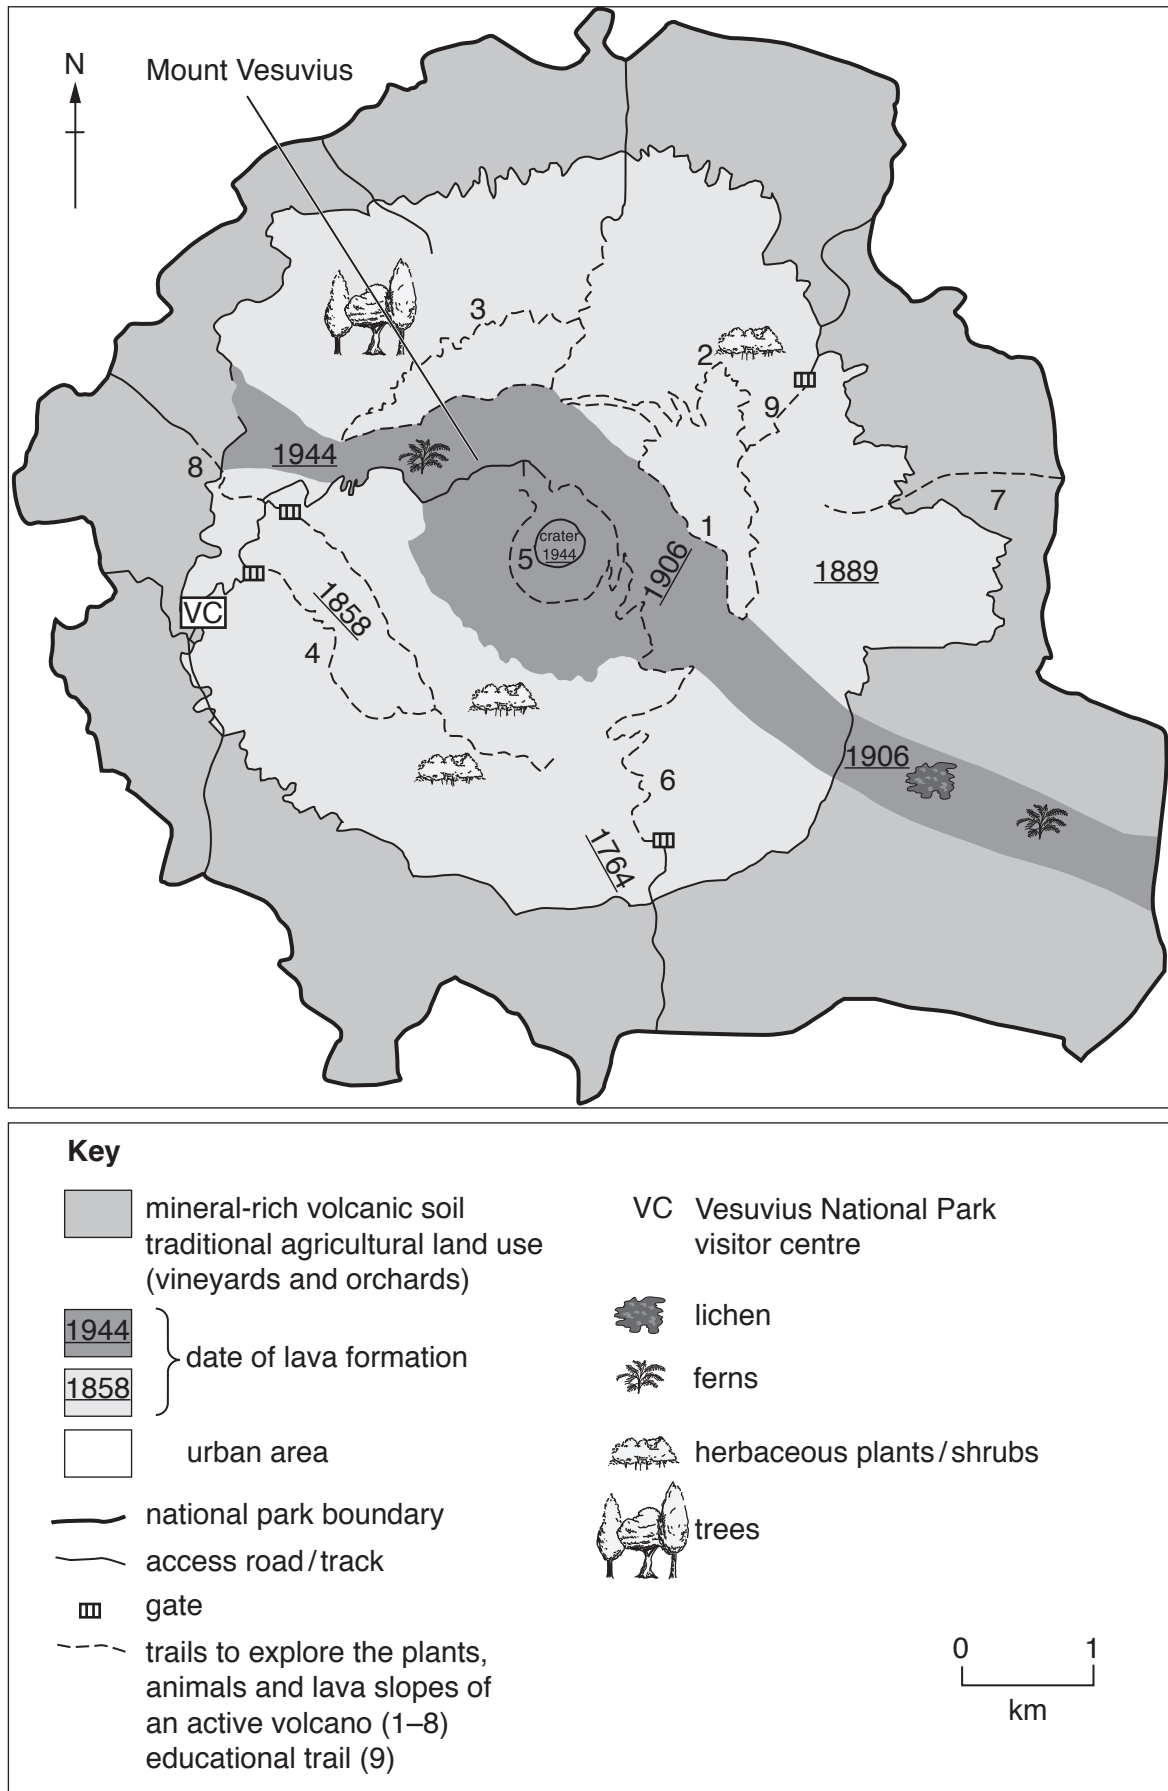 N
Mount Vesuvius
3
2
9
8
1944
7
1
crater
1944
5
1906
1889
VC
1858
4
1906
6
1764
Key
mineral-rich volcanic soil
traditional agricultural land use
(vineyards and orchards)
1944
date of lava formation
1858
urban area
national park boundary
access road / track
gate
trails to explore the plants,
animals and lava slopes of
an active volcano (1–8)
educational trail (9)
VC Vesuvius National Park
visitor centre
lichen
ferns
herbaceous plants / shrubs
trees
0 1
km